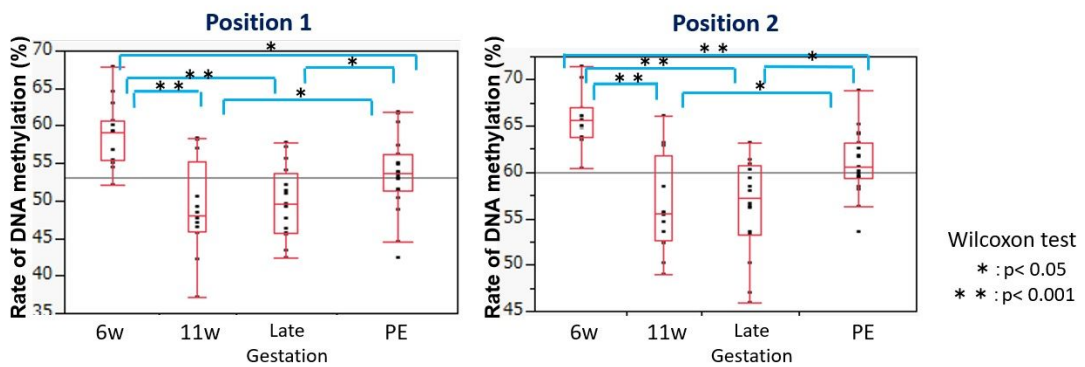 Position 1
Rate of DNA methylation (%)
70
65
60
55
50
45
40
35
*
* *
* *
*
*
6w
11w
Late
Gestation
PE
Position 2
Rate of DNA methylation (%)
70
65
60
55
50
45
* *
* *
* *
*
*
6w
11w
Late
Gestation
PE
Wilcoxon test
* : p< 0.05
* * : p< 0.001